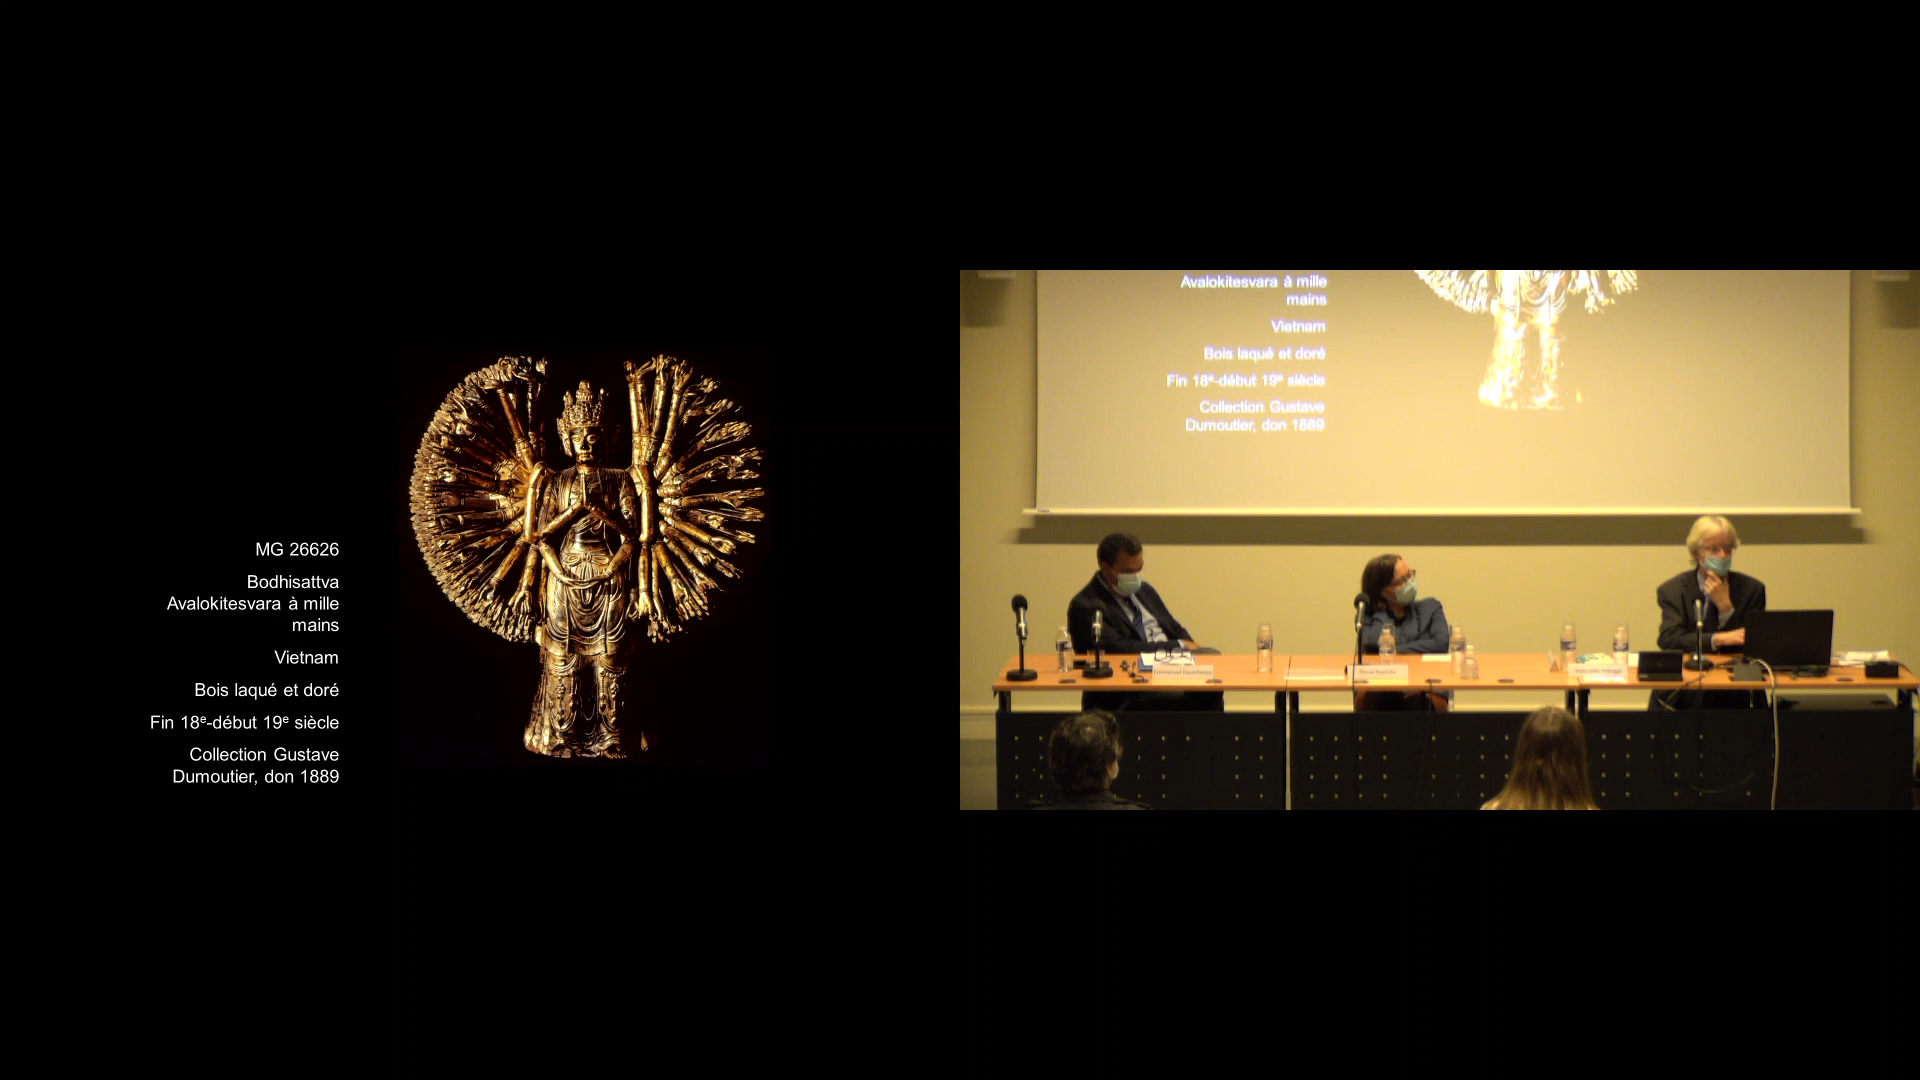 MG 26626
Bodhisattva
Avalokitesvara à mille
mains
Vietnam
Bois laqué et doré
Fin 18e-début 19e siècle
Collection Gustave
Dumoutier, don 1889
Avalokitesvara à mille
mains
Vietnam
Bois laqué et doré
Fin 18e-début 19e siècle
Collection Gustave
Dumoutier, don 1889